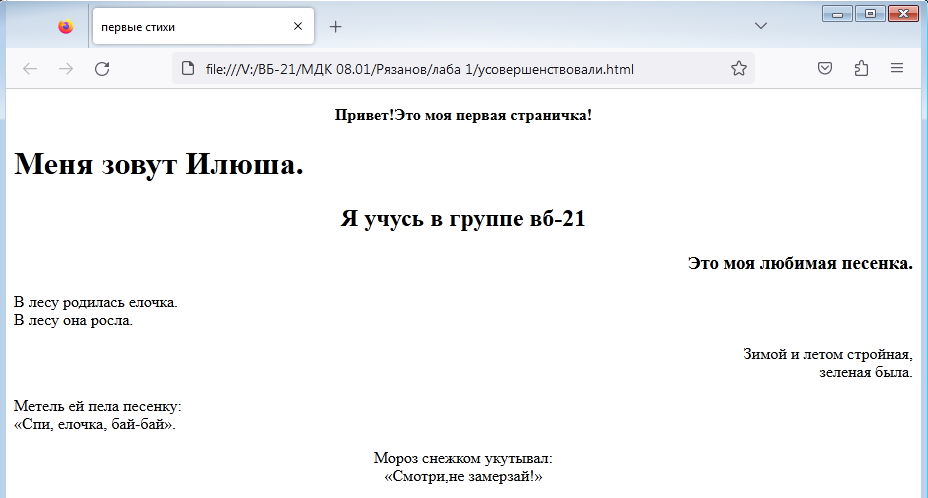 первые стихи
file:///V:/ВБ-21/МДК 08.01/Рязанов/лаба 1/усовершенствовали.html
Привет!Это моя первая страничка!
Меня зовут Илюша.
Я учусь в группе вб-21
Это моя любимая песенка.
В лесу родилась елочка.
В лесу она росла.
Зимой и летом стройная,
зеленая была.
Метель ей пела песенку:
«Спи, елочка, бай-бай».
Мороз снежком укутывал:
«Смотри,не замерзай!»